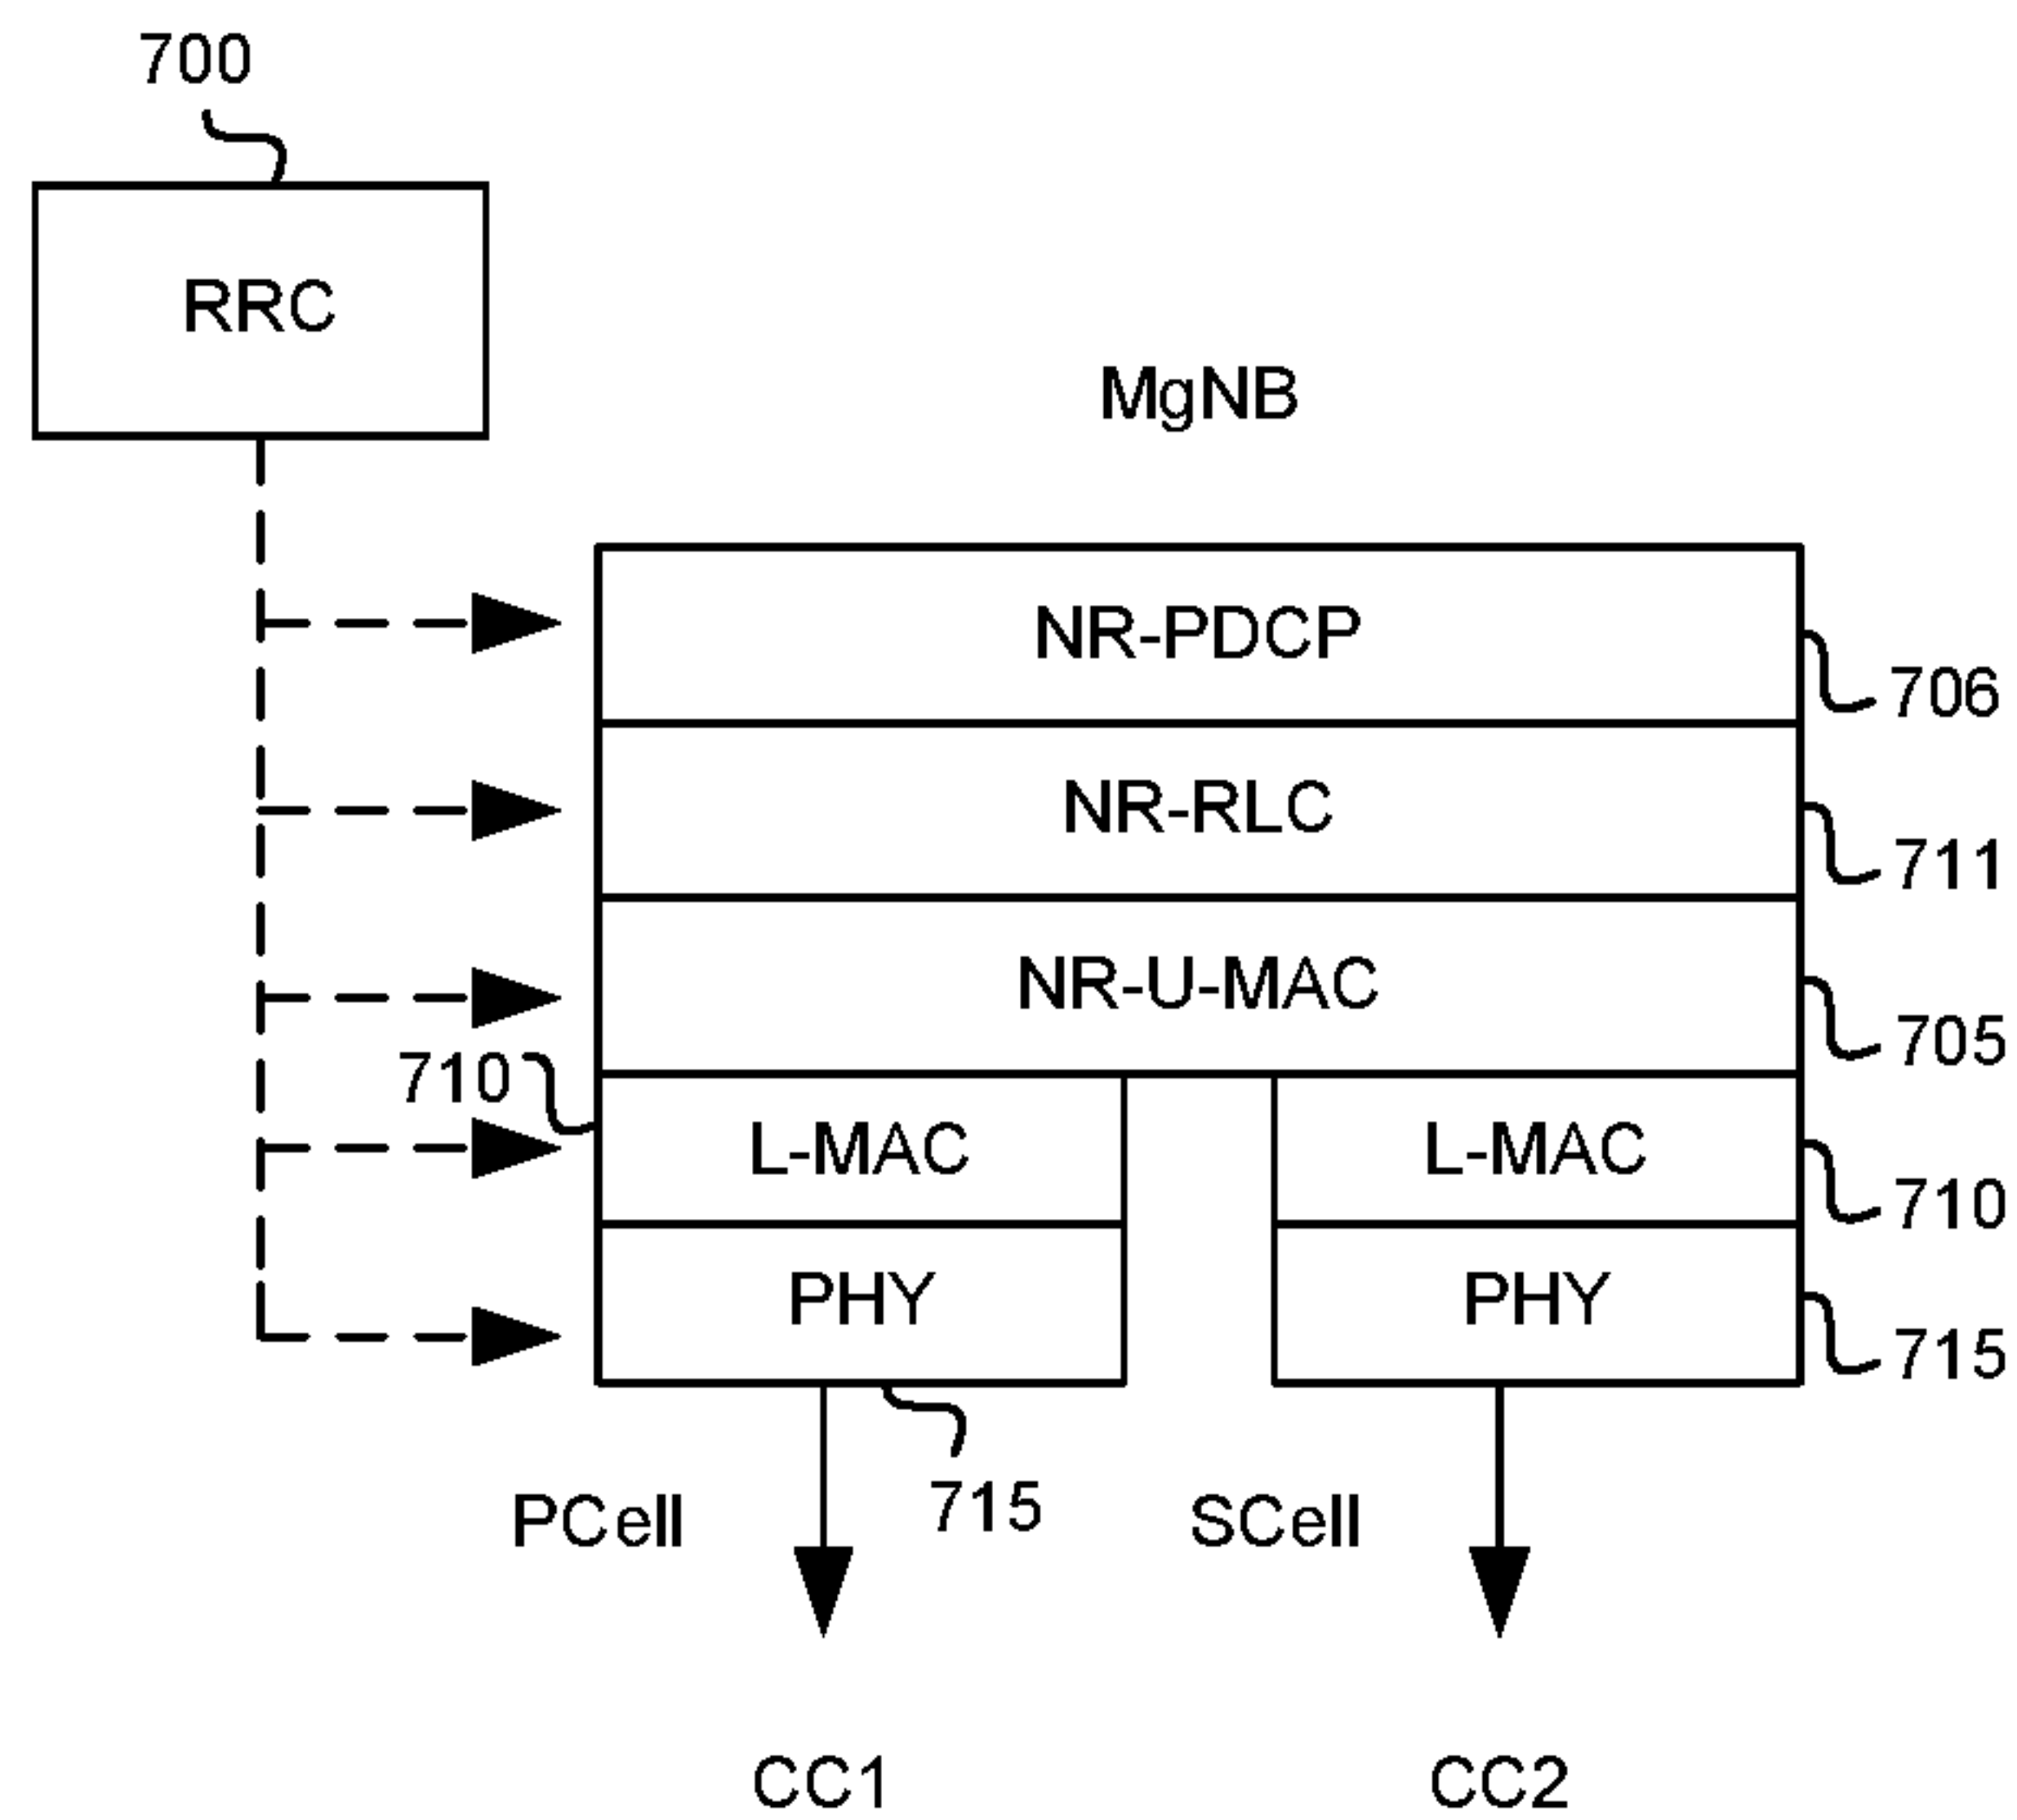 700
RRC
MgNB
NR-PDCP
706
NR-RLC
711
NR-U-MAC
705
710
L-MAC
L-MAC
710
PHY
PHY
715
PCell
715
SCell
CC1
CC2